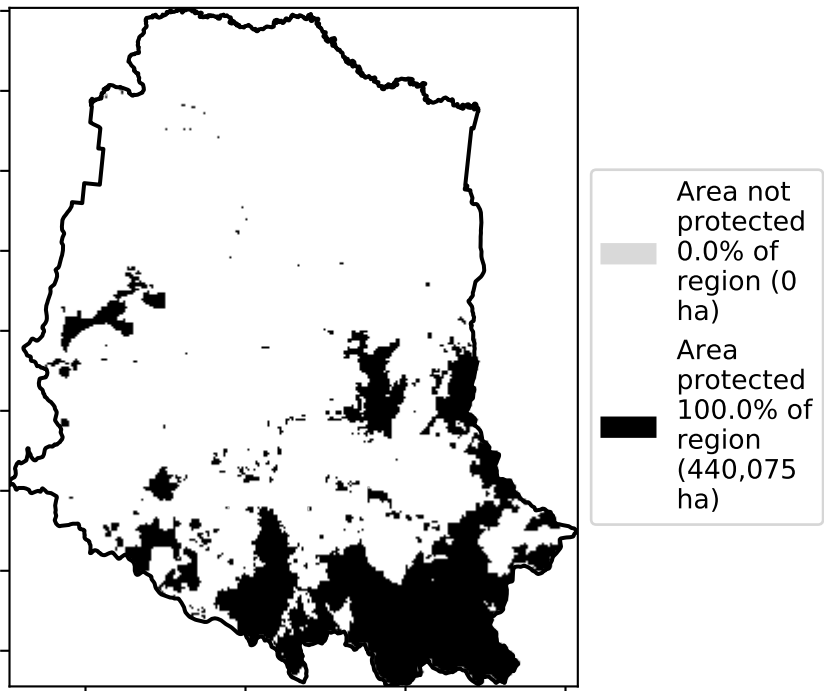 Area not
protected
0.0% of
region (0
ha)
Area
protected
100.0% of
region
(440,075
ha)